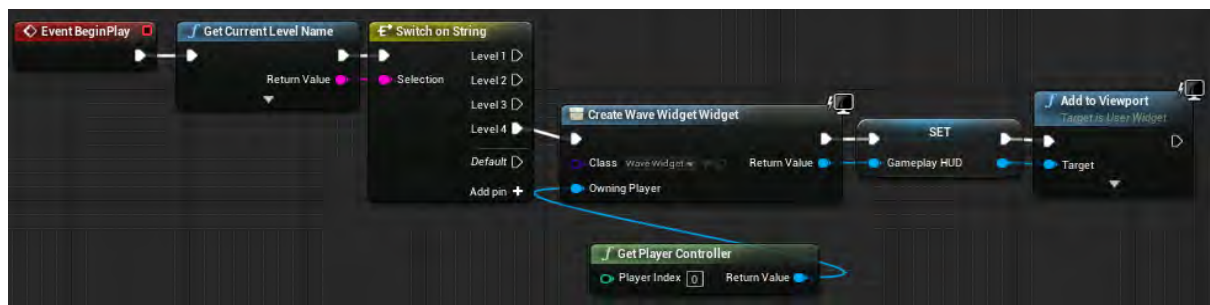 Event BeginPlay
f Get Current Level Name
Return Value
Switch on String
Selection
Level 1
Level 2
Level 3
Level 4
Default
Add pin +
Create Wave Widget Widget
Class Wave Widget
Return Value
Owning Player
SET
Gameplay HUD
f Add to Viewport
Target is User Widget
Target
f Get Player Controller
Player Index 0
Return Value